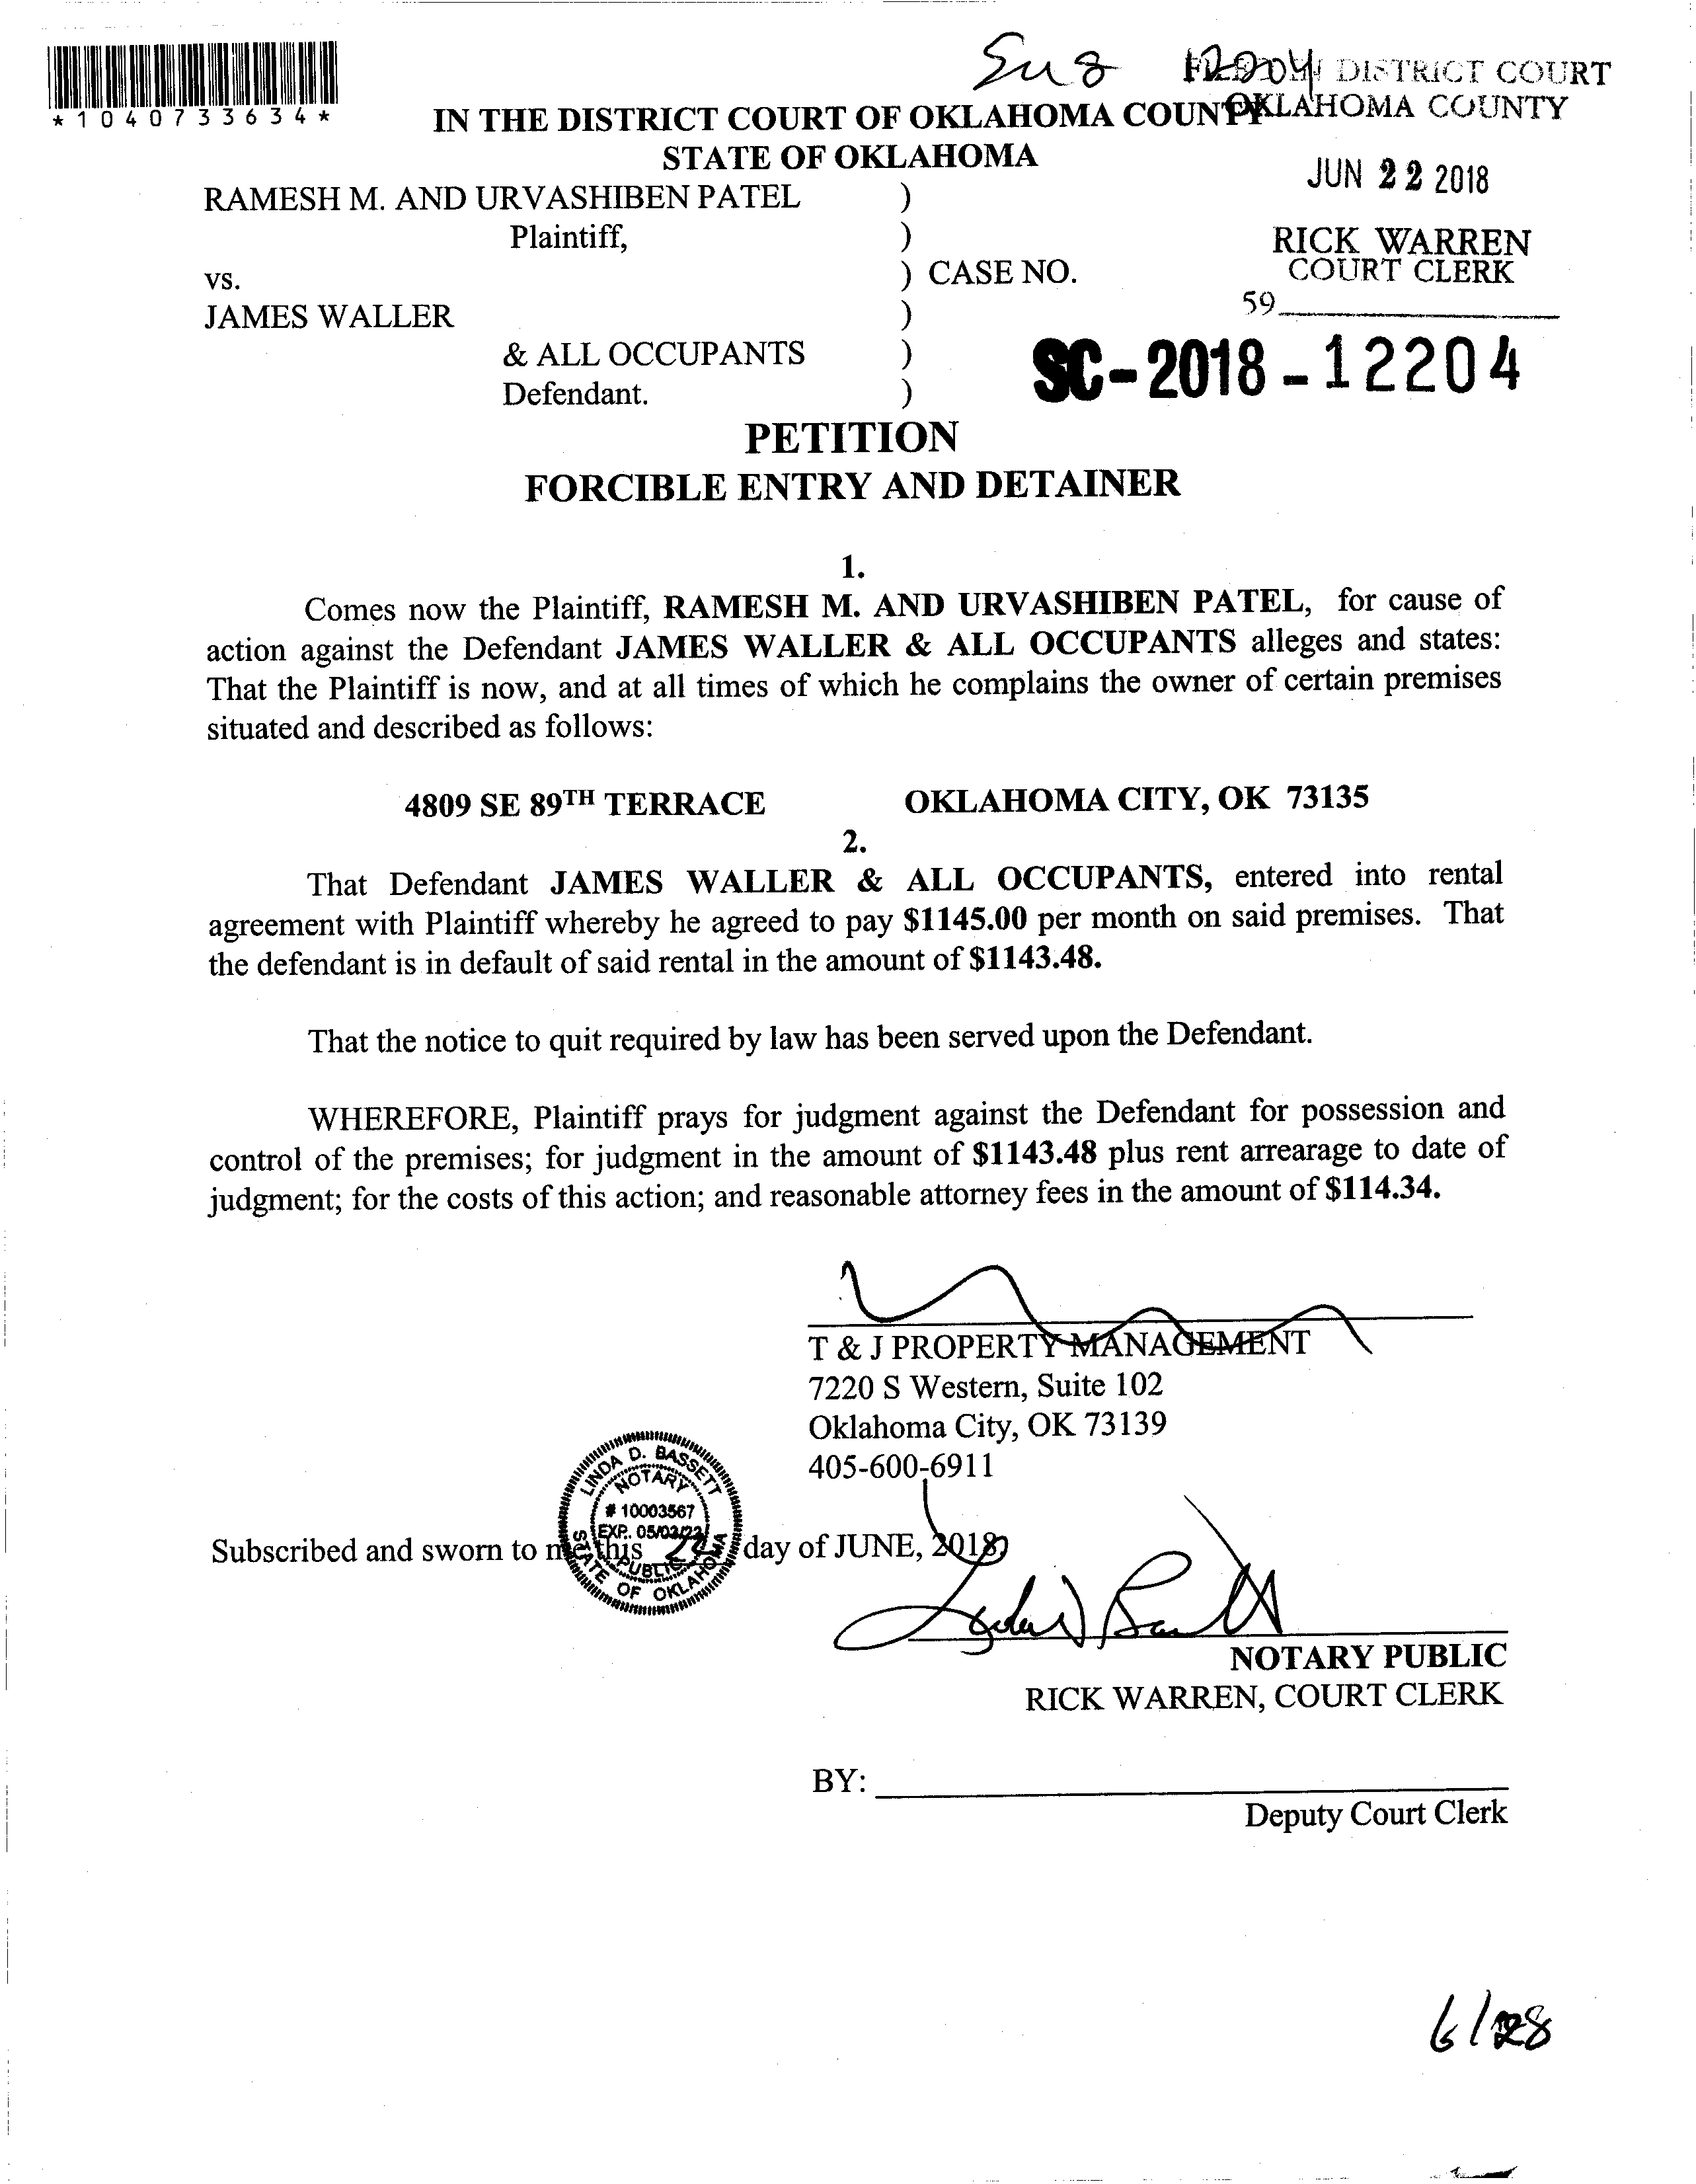 *1040733634*
FILED IN DISTRICT COURT
OKLAHOMA COUNTY
IN THE DISTRICT COURT OF OKLAHOMA COUNTY
STATE OF OKLAHOMA
JUN 22 2018
RICK WARREN
COURT CLERK
59
RAMESH M. AND URVASHIBEN PATEL )
Plaintiff, )
vs. ) CASE NO.
JAMES WALLER )
& ALL OCCUPANTS )
Defendant. )
SC-2018-12204
PETITION
FORCIBLE ENTRY AND DETAINER
1.
Comes now the Plaintiff, RAMESH M. AND URVASHIBEN PATEL, for cause of
action against the Defendant JAMES WALLER & ALL OCCUPANTS alleges and states:
That the Plaintiff is now, and at all times of which he complains the owner of certain premises
situated and described as follows:
4809 SE 89TH TERRACE OKLAHOMA CITY, OK 73135
2.
That Defendant JAMES WALLER & ALL OCCUPANTS, entered into rental
agreement with Plaintiff whereby he agreed to pay $1145.00 per month on said premises. That
the defendant is in default of said rental in the amount of $1143.48.
That the notice to quit required by law has been served upon the Defendant.
WHEREFORE, Plaintiff prays for judgment against the Defendant for possession and
control of the premises; for judgment in the amount of $1143.48 plus rent arrearage to date of
judgment; for the costs of this action; and reasonable attorney fees in the amount of $114.34.
T & J PROPERTY MANAGEMENT
7220 S Western, Suite 102
Oklahoma City, OK 73139
405-600-6911
LINDA D. BASSETT
NOTARY
# 10003567
EXP. 05/03/22
PUBLIC
STATE OF OKLAHOMA
Subscribed and sworn to me this 22 day of JUNE, 2018.
NOTARY PUBLIC
RICK WARREN, COURT CLERK
BY:
Deputy Court Clerk
6/28